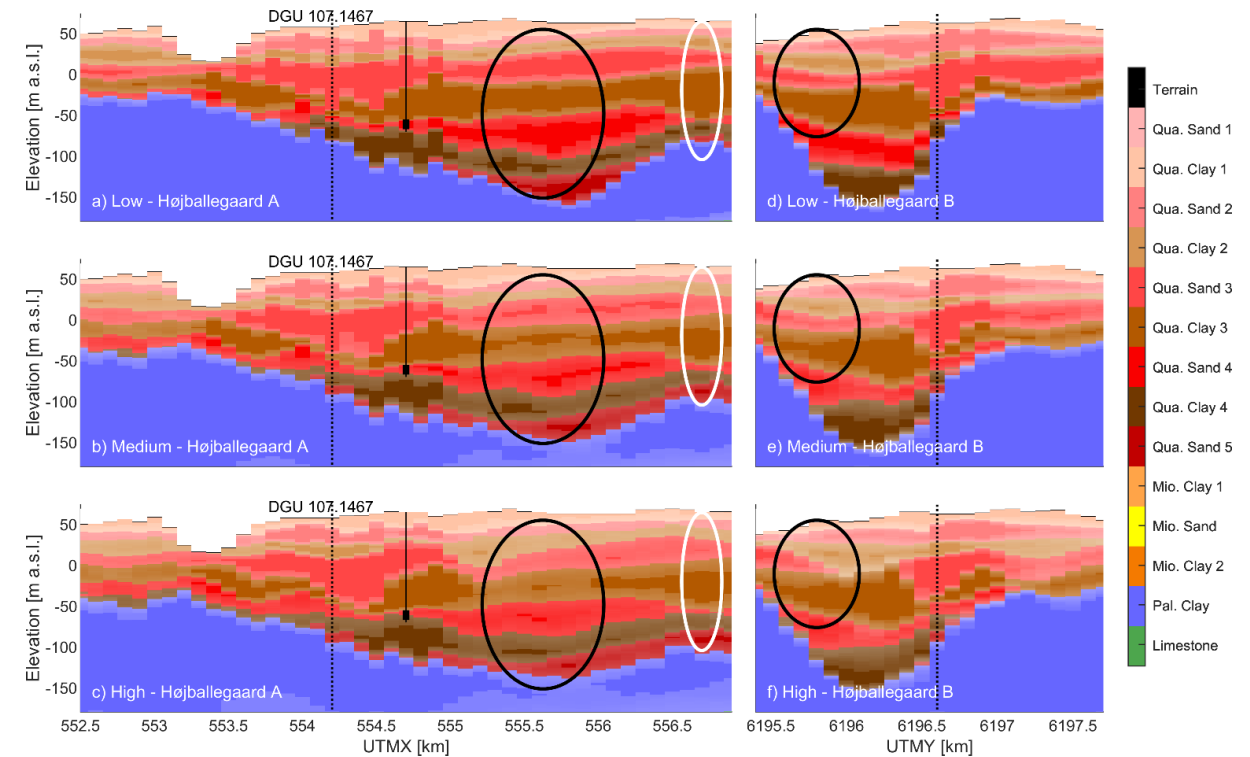 DGU 107.1467
Elevation [m a.s.l.]
50
0
-50
-100
-150
a) Low - Højballegaard A
d) Low - Højballegaard B
DGU 107.1467
Elevation [m a.s.l.]
50
0
-50
-100
-150
b) Medium - Højballegaard A
e) Medium - Højballegaard B
DGU 107.1467
Elevation [m a.s.l.]
50
0
-50
-100
-150
c) High - Højballegaard A
f) High - Højballegaard B
552.5 553 553.5 554 554.5 555 555.5 556 556.5
UTMX [km]
6195.5 6196 6196.5 6197 6197.5
UTMY [km]
Terrain
Qua. Sand 1
Qua. Clay 1
Qua. Sand 2
Qua. Clay 2
Qua. Sand 3
Qua. Clay 3
Qua. Sand 4
Qua. Clay 4
Qua. Sand 5
Mio. Clay 1
Mio. Sand
Mio. Clay 2
Pal. Clay
Limestone